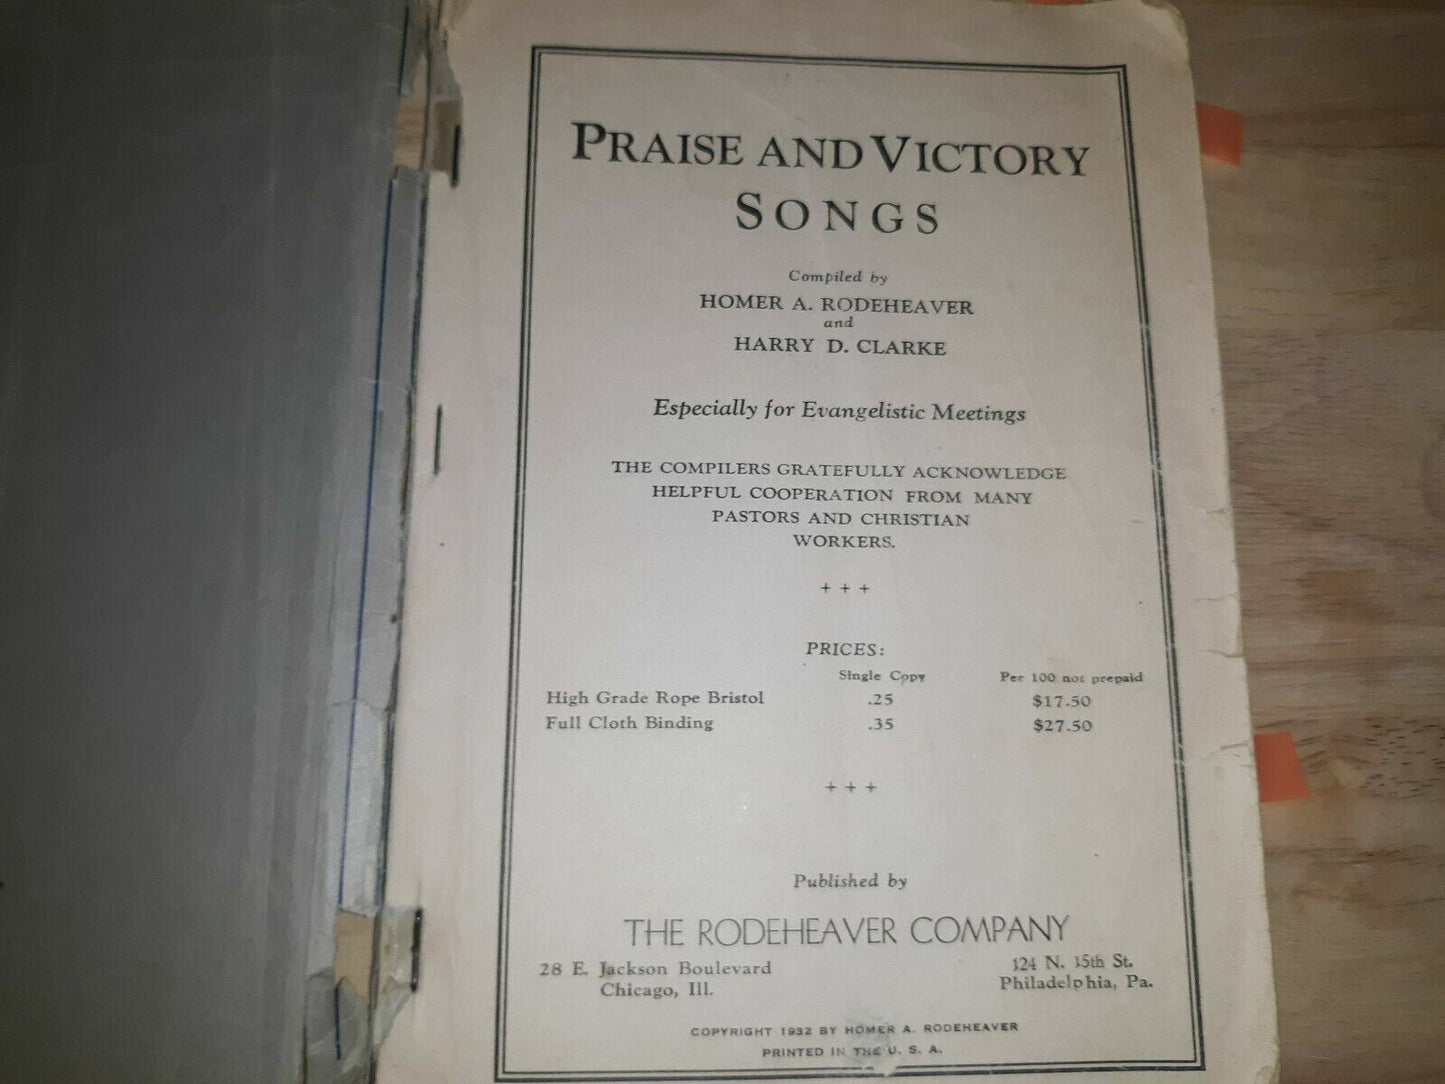 PRAISE AND VICTORY
SONGS
Compiled by
HOMER A. RODEHEAVER
and
HARRY D. CLARKE
Especially for Evangelistic Meetings
THE COMPILERS GRATEFULLY ACKNOWLEDGE
HELPFUL COOPERATION FROM MANY
PASTORS AND CHRISTIAN
WORKERS.
+ + +
PRICES:
Single Copy Per 100 not prepaid
High Grade Rope Bristol .25 $17.50
Full Cloth Binding .35 $27.50
+ + +
Published by
THE RODEHEAVER COMPANY
28 E. Jackson Boulevard 124 N. 15th St.
Chicago, Ill. Philadelphia, Pa.
COPYRIGHT 1932 BY HOMER A. RODEHEAVER
PRINTED IN THE U. S. A.